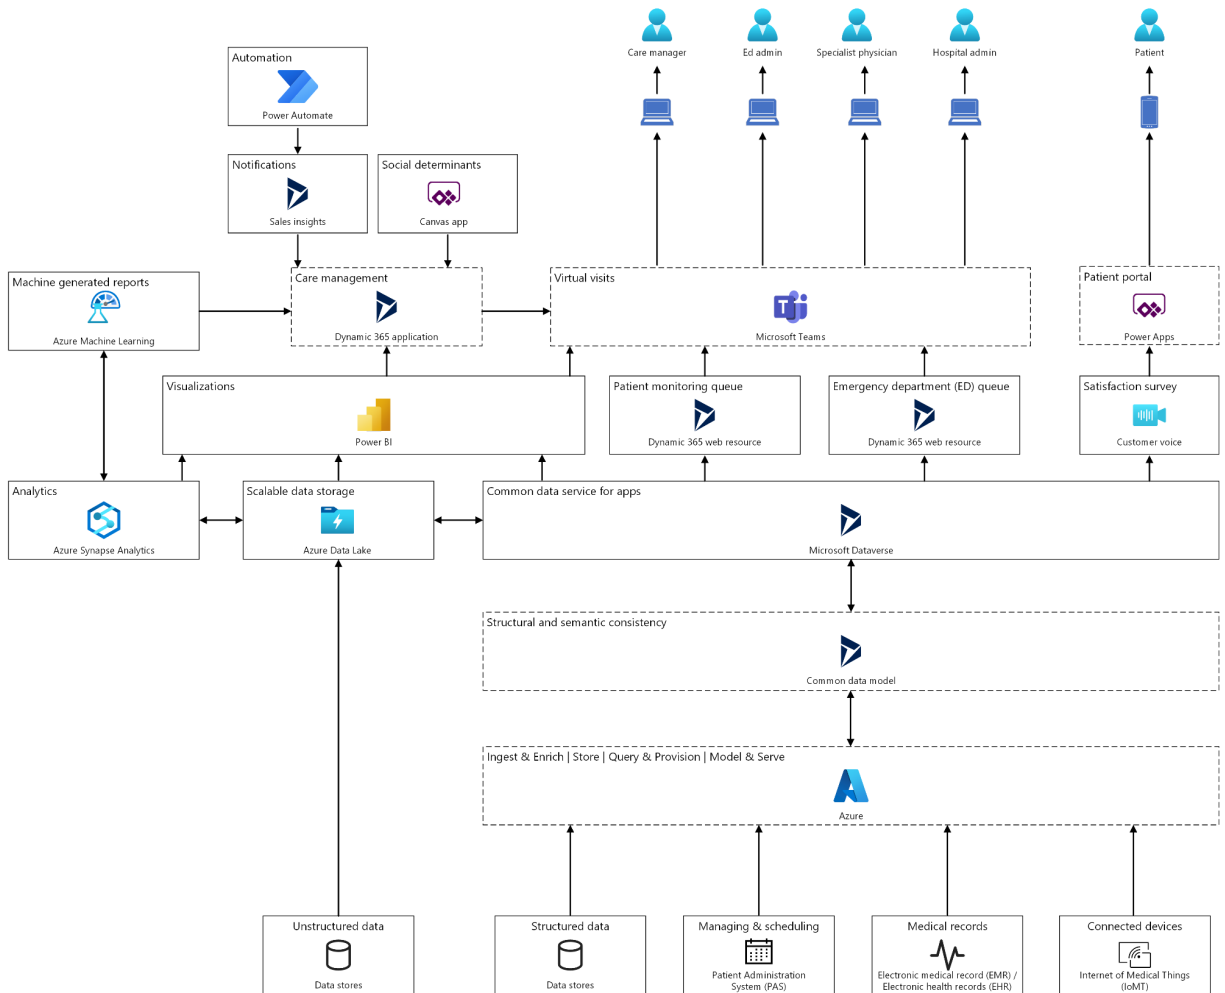 Care manager
Ed admin
Specialist physician
Hospital admin
Patient
Automation
Power Automate
Notifications
Sales insights
Social determinants
Canvas app
Machine generated reports
Azure Machine Learning
Care management
Dynamic 365 application
Virtual visits
Microsoft Teams
Patient portal
Power Apps
Visualizations
Power BI
Patient monitoring queue
Dynamic 365 web resource
Emergency department (ED) queue
Dynamic 365 web resource
Satisfaction survey
Customer voice
Analytics
Azure Synapse Analytics
Scalable data storage
Azure Data Lake
Common data service for apps
Microsoft Dataverse
Structural and semantic consistency
Common data model
Ingest & Enrich | Store | Query & Provision | Model & Serve
Azure
Unstructured data
Data stores
Structured data
Data stores
Managing & scheduling
Patient Administration
System (PAS)
Medical records
Electronic medical record (EMR) /
Electronic health records (EHR)
Connected devices
Internet of Medical Things
(IoMT)